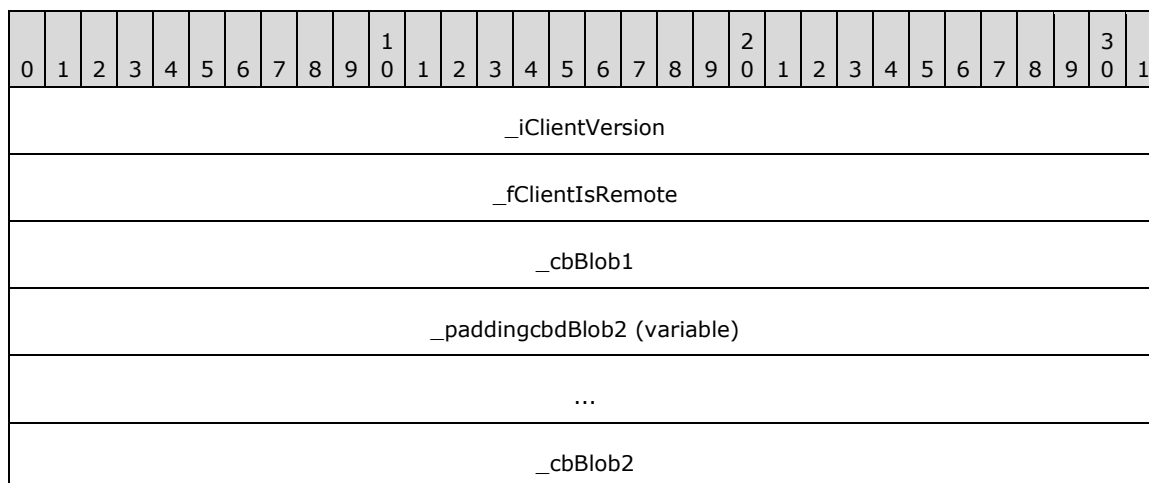 1 2 3
0 1 2 3 4 5 6 7 8 9 0 1 2 3 4 5 6 7 8 9 0 1 2 3 4 5 6 7 8 9 0 1
_iClientVersion
_fClientIsRemote
_cbBlob1
_paddingcbdBlob2 (variable)
...
_cbBlob2